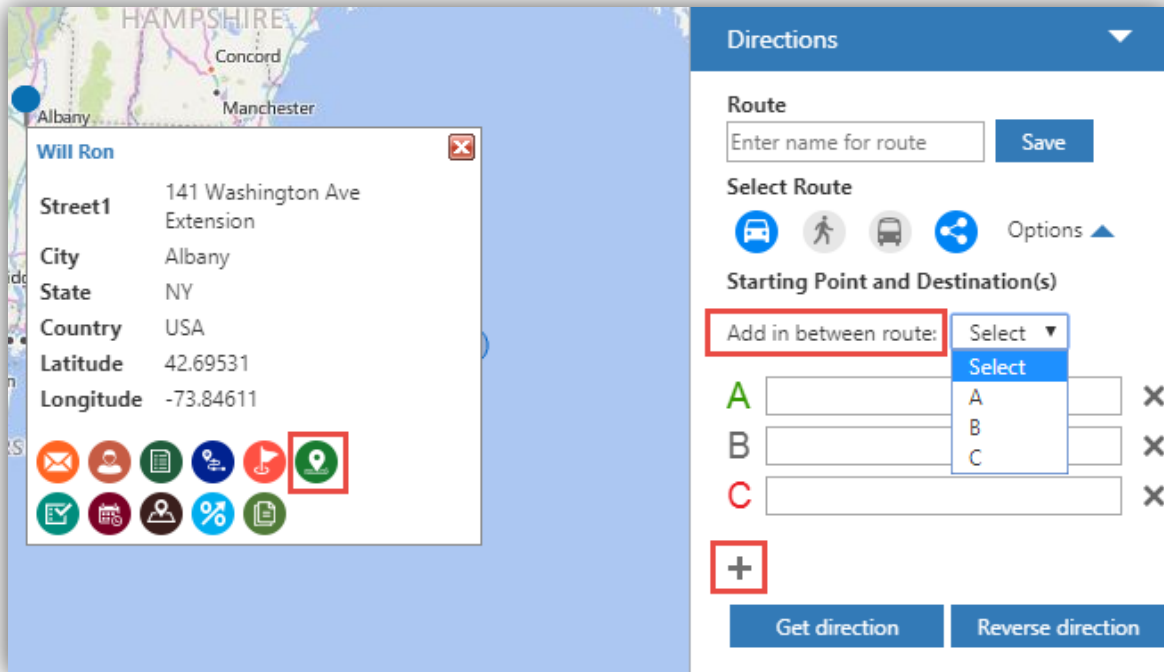 HAMPSHIRE
Concord
Manchester
Albany
Will Ron
Street1 141 Washington Ave
Extension
City Albany
State NY
Country USA
Latitude 42.69531
Longitude -73.84611
Directions
Route
Enter name for route Save
Select Route
Options
Starting Point and Destination(s)
Add in between route: Select
Select
A
B
C
A
B
C
Get direction Reverse direction